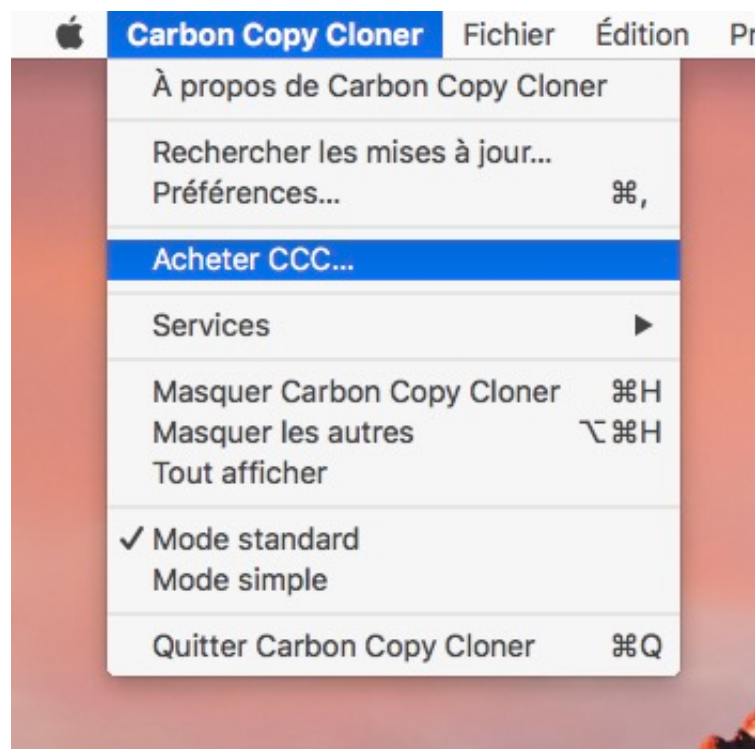 Carbon Copy Cloner Fichier Édition Pr
À propos de Carbon Copy Cloner
Rechercher les mises à jour...
Préférences... ⌘,
Acheter CCC...
Services ▶
Masquer Carbon Copy Cloner ⌘H
Masquer les autres ⌥⌘H
Tout afficher
✓ Mode standard
Mode simple
Quitter Carbon Copy Cloner ⌘Q